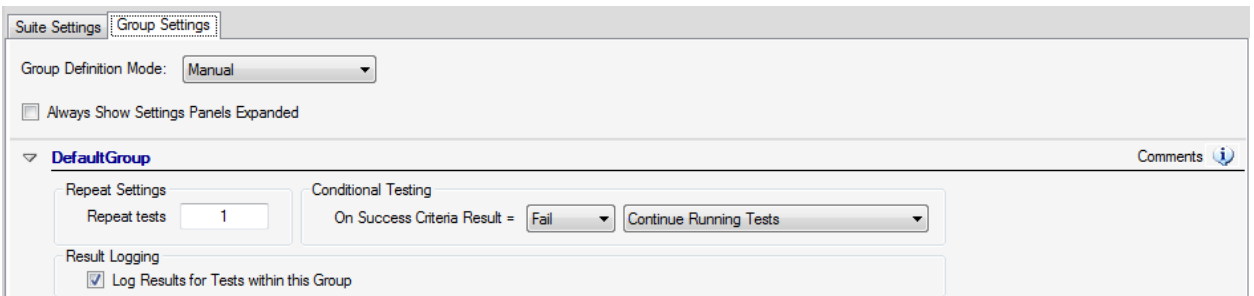 Suite Settings Group Settings
Group Definition Mode: Manual
Always Show Settings Panels Expanded
DefaultGroup Comments
Repeat Settings Conditional Testing
Repeat tests 1 On Success Criteria Result = Fail Continue Running Tests
Result Logging
Log Results for Tests within this Group